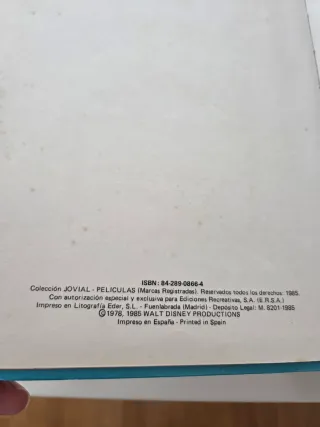 ISBN: 84-289-0866-4
Colección JOVIAL - PELICULAS (Marcas Registradas). Reservados todos los derechos: 1985.
Con autorización especial y exclusiva para Ediciones Recreativas, S.A. (E.R.S.A.)
Impreso en Litografía Eder, S.L. - Fuenlabrada (Madrid) - Depósito Legal: M. 8201-1985
©1978, 1985 WALT DISNEY PRODUCTIONS
Impreso en España - Printed in Spain